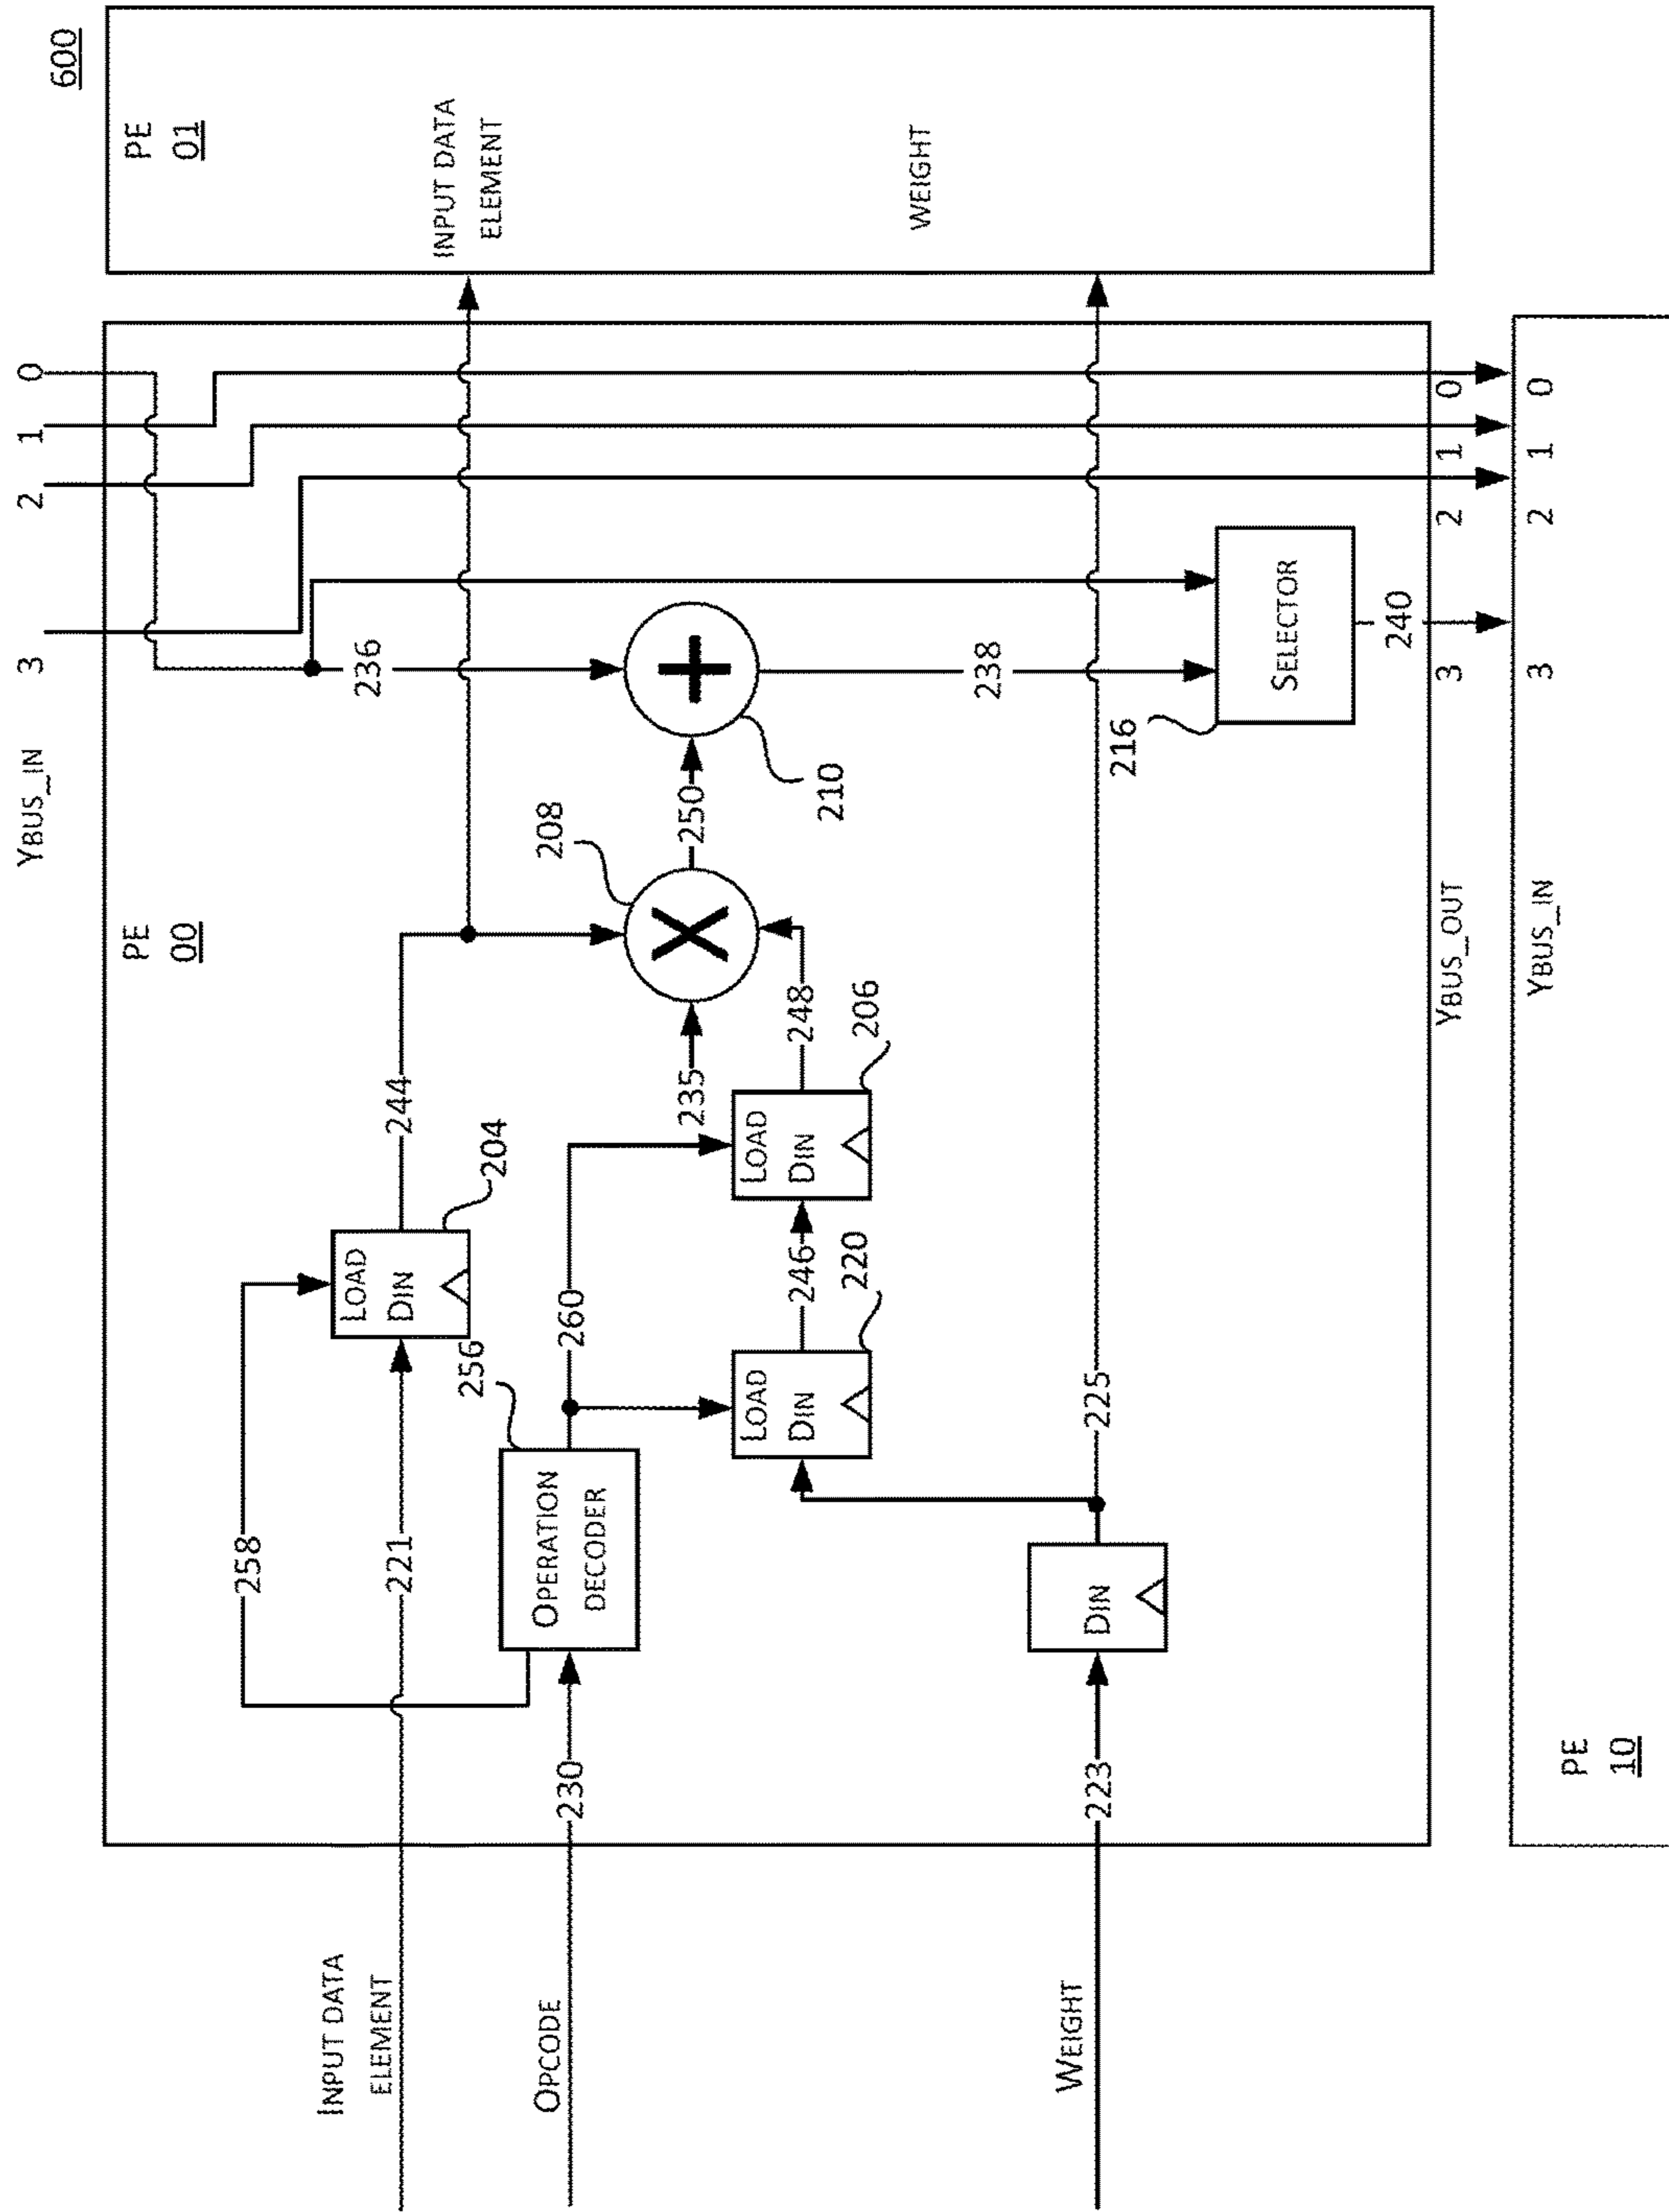 600
YBUS_IN
3
2
1
0
PE
00
PE
01
258
244
INPUT DATA
ELEMENT
221
LOAD
DIN
204
236
INPUT DATA
ELEMENT
256
208
OPCODE
230
OPERATION
DECODER
260
235
250
210
LOAD
DIN
246
220
LOAD
DIN
248
206
238
WEIGHT
WEIGHT
223
DIN
225
216
SELECTOR
240
YBUS_OUT
3
2
1
0
YBUS_IN
3
2
1
0
PE
10